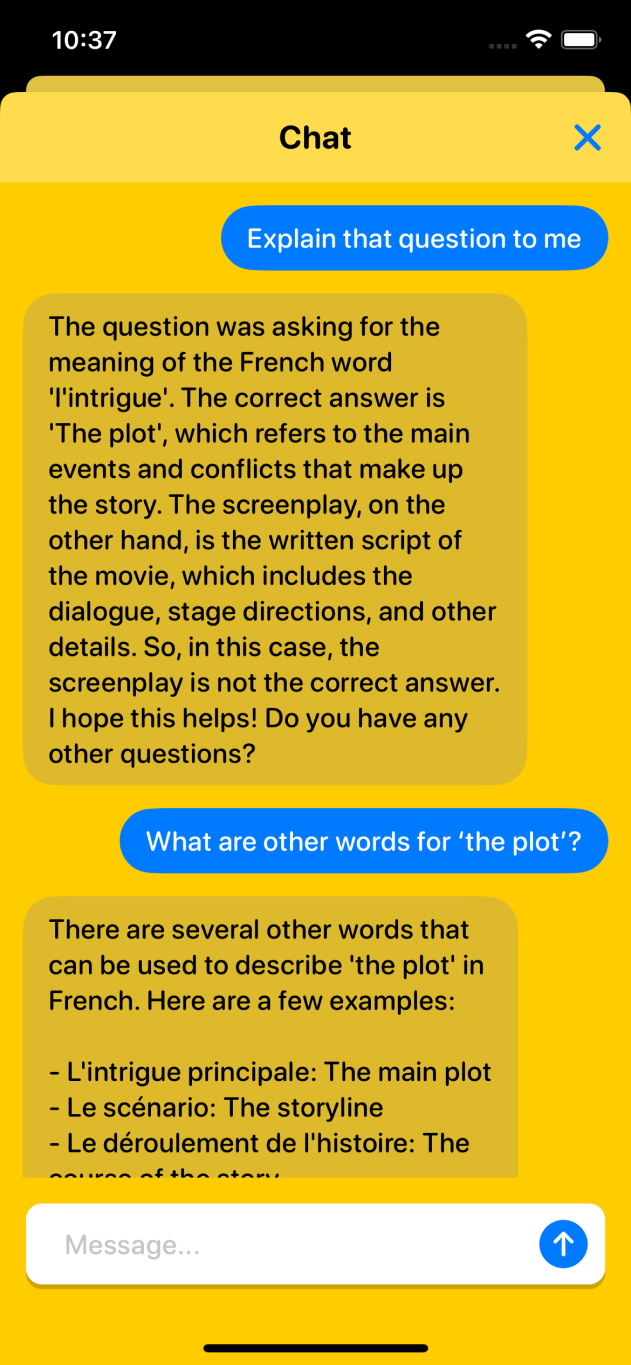 10:37
Chat
Explain that question to me
The question was asking for the
meaning of the French word
'l'intrigue'. The correct answer is
'The plot', which refers to the main
events and conflicts that make up
the story. The screenplay, on the
other hand, is the written script of
the movie, which includes the
dialogue, stage directions, and other
details. So, in this case, the
screenplay is not the correct answer.
I hope this helps! Do you have any
other questions?
What are other words for ‘the plot’?
There are several other words that
can be used to describe 'the plot' in
French. Here are a few examples:
- L'intrigue principale: The main plot
- Le scénario: The storyline
- Le déroulement de l'histoire: The
course of the story
Message...